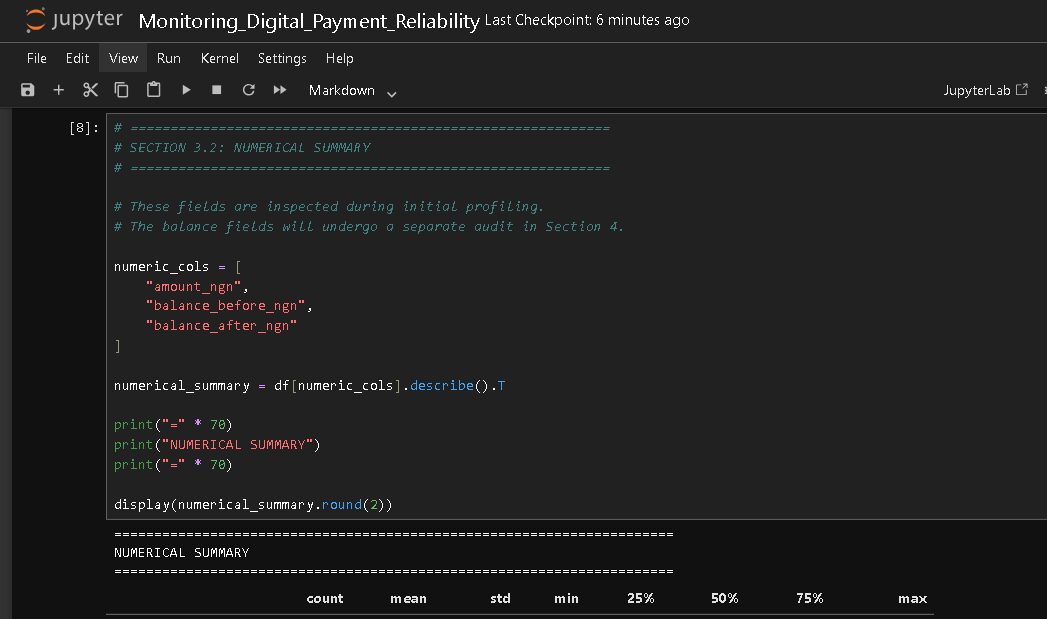 jupyter Monitoring_Digital_Payment_Reliability Last Checkpoint: 6 minutes ago
File Edit View Run Kernel Settings Help
Markdown JupyterLab
[8]: # ============================================================
# SECTION 3.2: NUMERICAL SUMMARY
# ============================================================
# These fields are inspected during initial profiling.
# The balance fields will undergo a separate audit in Section 4.
numeric_cols = [
"amount_ngn",
"balance_before_ngn",
"balance_after_ngn"
]
numerical_summary = df[numeric_cols].describe().T
print("=" * 70)
print("NUMERICAL SUMMARY")
print("=" * 70)
display(numerical_summary.round(2))
======================================================================
NUMERICAL SUMMARY
======================================================================
count mean std min 25% 50% 75% max